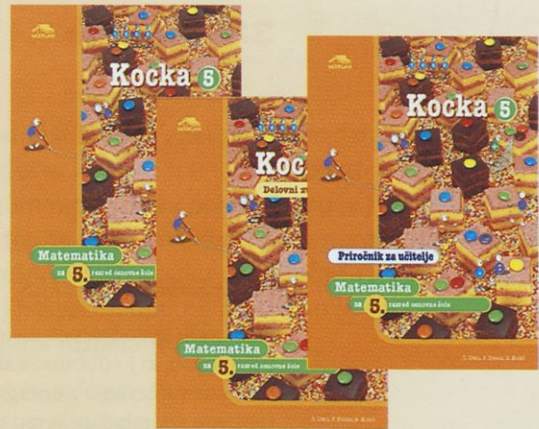 Kocka 5
Matematika
za 5. razred osnovne šole
Koc
Delovni zv
Matematika
za 5. razred osnovne šole
Kocka 5
Priročnik za učitelje
Matematika
za 5. razred osnovne šole